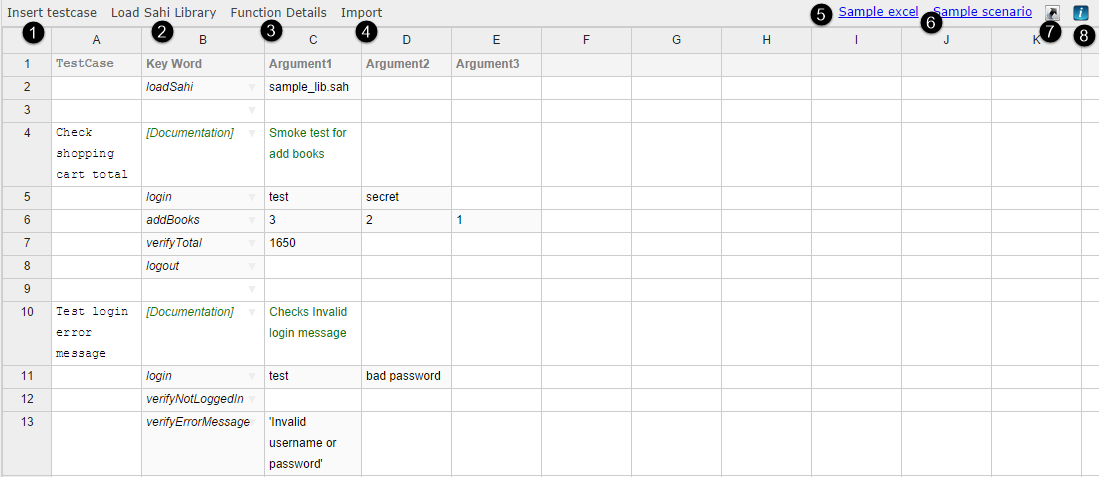 Insert testcase Load Sahi Library Function Details Import Sample excel Sample scenario i
1 2 3 4 5 6 7 8
A B C D E F G H I J K
1 TestCase Key Word Argument1 Argument2 Argument3
2 loadSahi sample_lib.sah
3
4 Check [Documentation] Smoke test for
shopping add books
cart total
5 login test secret
6 addBooks 3 2 1
7 verifyTotal 1650
8 logout
9
10 Test login [Documentation] Checks Invalid
error login message
message
11 login test bad password
12 verifyNotLoggedIn
13 verifyErrorMessage 'Invalid
username or
password'